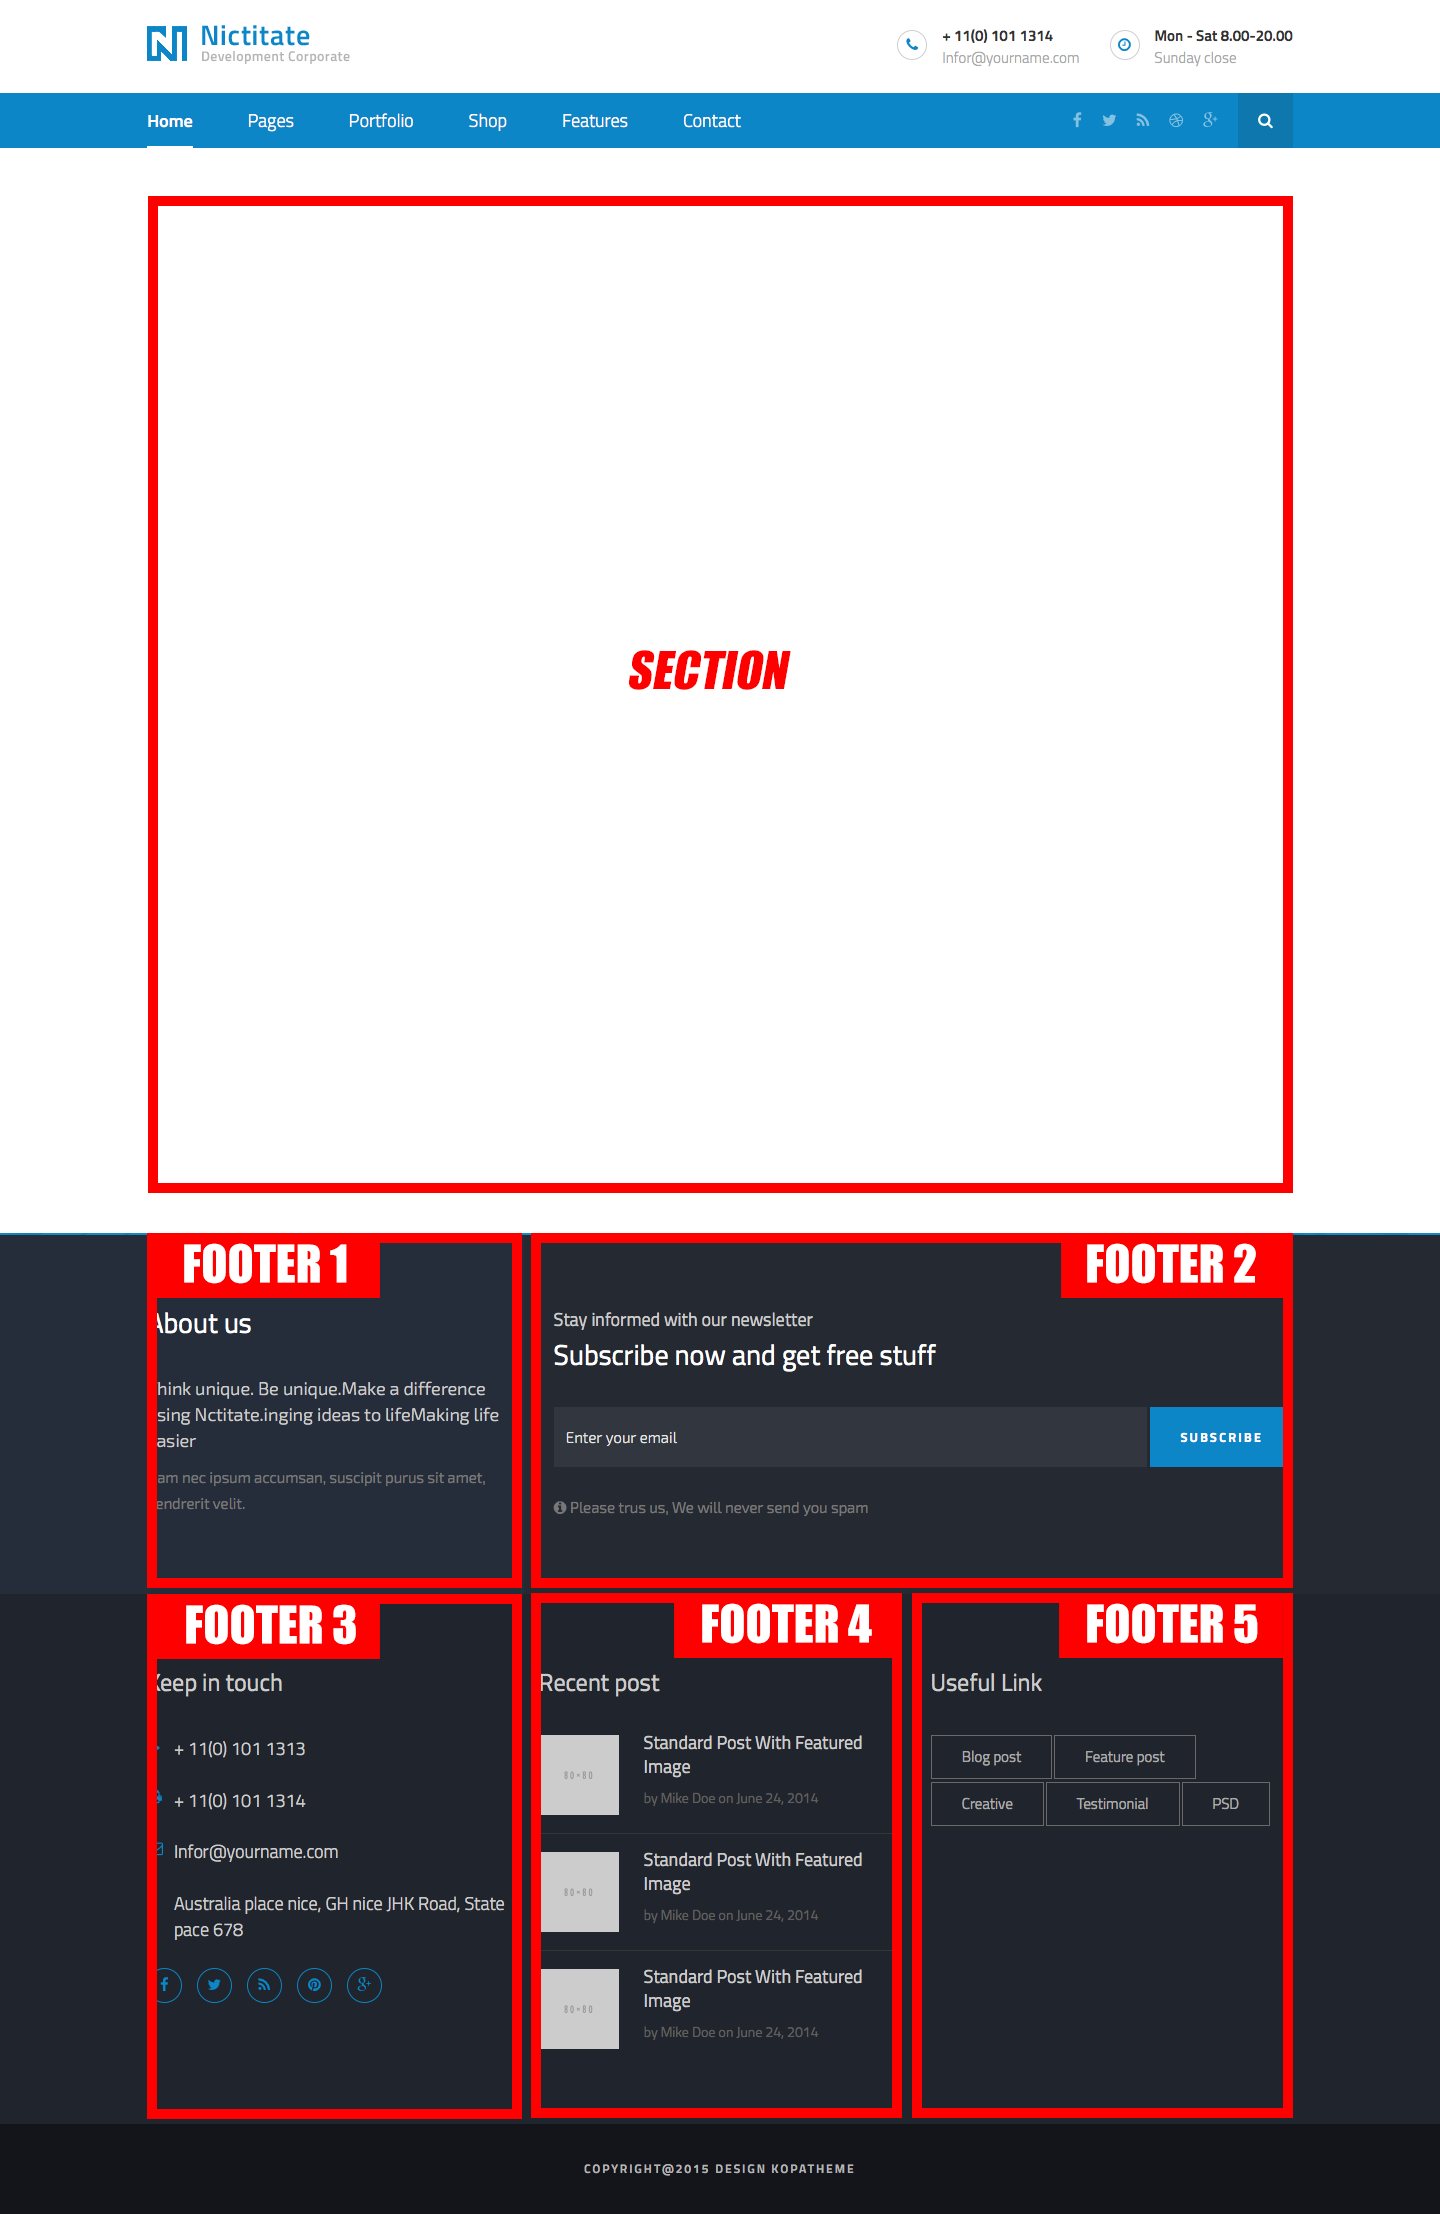 Nictitate
Development Corporate
+ 11(0) 101 1314
Infor@yourname.com
Mon - Sat 8.00-20.00
Sunday close
Home Pages Portfolio Shop Features Contact
SECTION
FOOTER 1
About us
hink unique. Be unique.Make a difference
sing Nctitate.inging ideas to lifeMaking life
asier
am nec ipsum accumsan, suscipit purus sit amet,
endrerit velit.
FOOTER 2
Stay informed with our newsletter
Subscribe now and get free stuff
Enter your email
SUBSCRIBE
Please trus us, We will never send you spam
FOOTER 3
Keep in touch
+ 11(0) 101 1313
+ 11(0) 101 1314
Infor@yourname.com
Australia place nice, GH nice JHK Road, State
pace 678
FOOTER 4
Recent post
80×80
Standard Post With Featured
Image
by Mike Doe on June 24, 2014
80×80
Standard Post With Featured
Image
by Mike Doe on June 24, 2014
80×80
Standard Post With Featured
Image
by Mike Doe on June 24, 2014
FOOTER 5
Useful Link
Blog post Feature post
Creative Testimonial PSD
COPYRIGHT@2015 DESIGN KOPATHEME